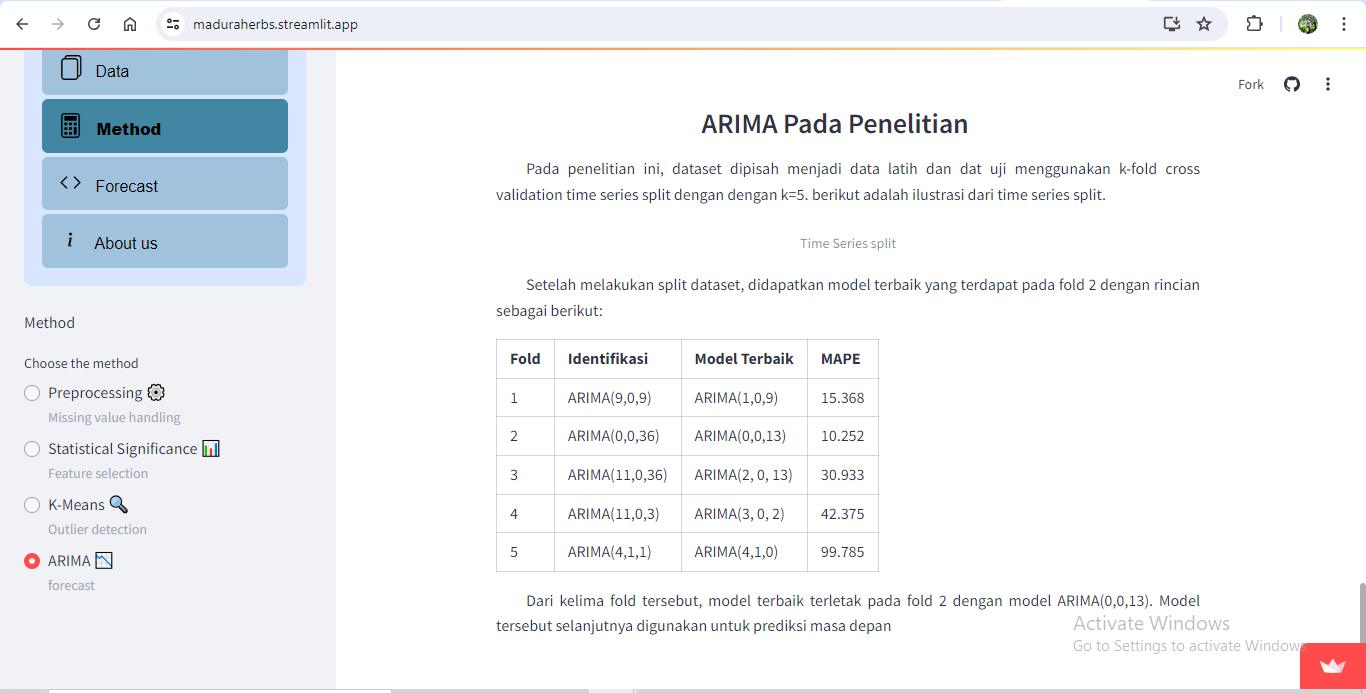 maduraherbs.streamlit.app
Data
Method
Forecast
About us
Method
Choose the method
Preprocessing
Missing value handling
Statistical Significance
Feature selection
K-Means
Outlier detection
ARIMA
forecast
Fork
ARIMA Pada Penelitian
Pada penelitian ini, dataset dipisah menjadi data latih dan dat uji menggunakan k-fold cross
validation time series split dengan dengan k=5. berikut adalah ilustrasi dari time series split.
Time Series split
Setelah melakukan split dataset, didapatkan model terbaik yang terdapat pada fold 2 dengan rincian
sebagai berikut:
Fold Identifikasi Model Terbaik MAPE
1 ARIMA(9,0,9) ARIMA(1,0,9) 15.368
2 ARIMA(0,0,36) ARIMA(0,0,13) 10.252
3 ARIMA(11,0,36) ARIMA(2, 0, 13) 30.933
4 ARIMA(11,0,3) ARIMA(3, 0, 2) 42.375
5 ARIMA(4,1,1) ARIMA(4,1,0) 99.785
Dari kelima fold tersebut, model terbaik terletak pada fold 2 dengan model ARIMA(0,0,13). Model
tersebut selanjutnya digunakan untuk prediksi masa depan
Activate Windows
Go to Settings to activate Windows.